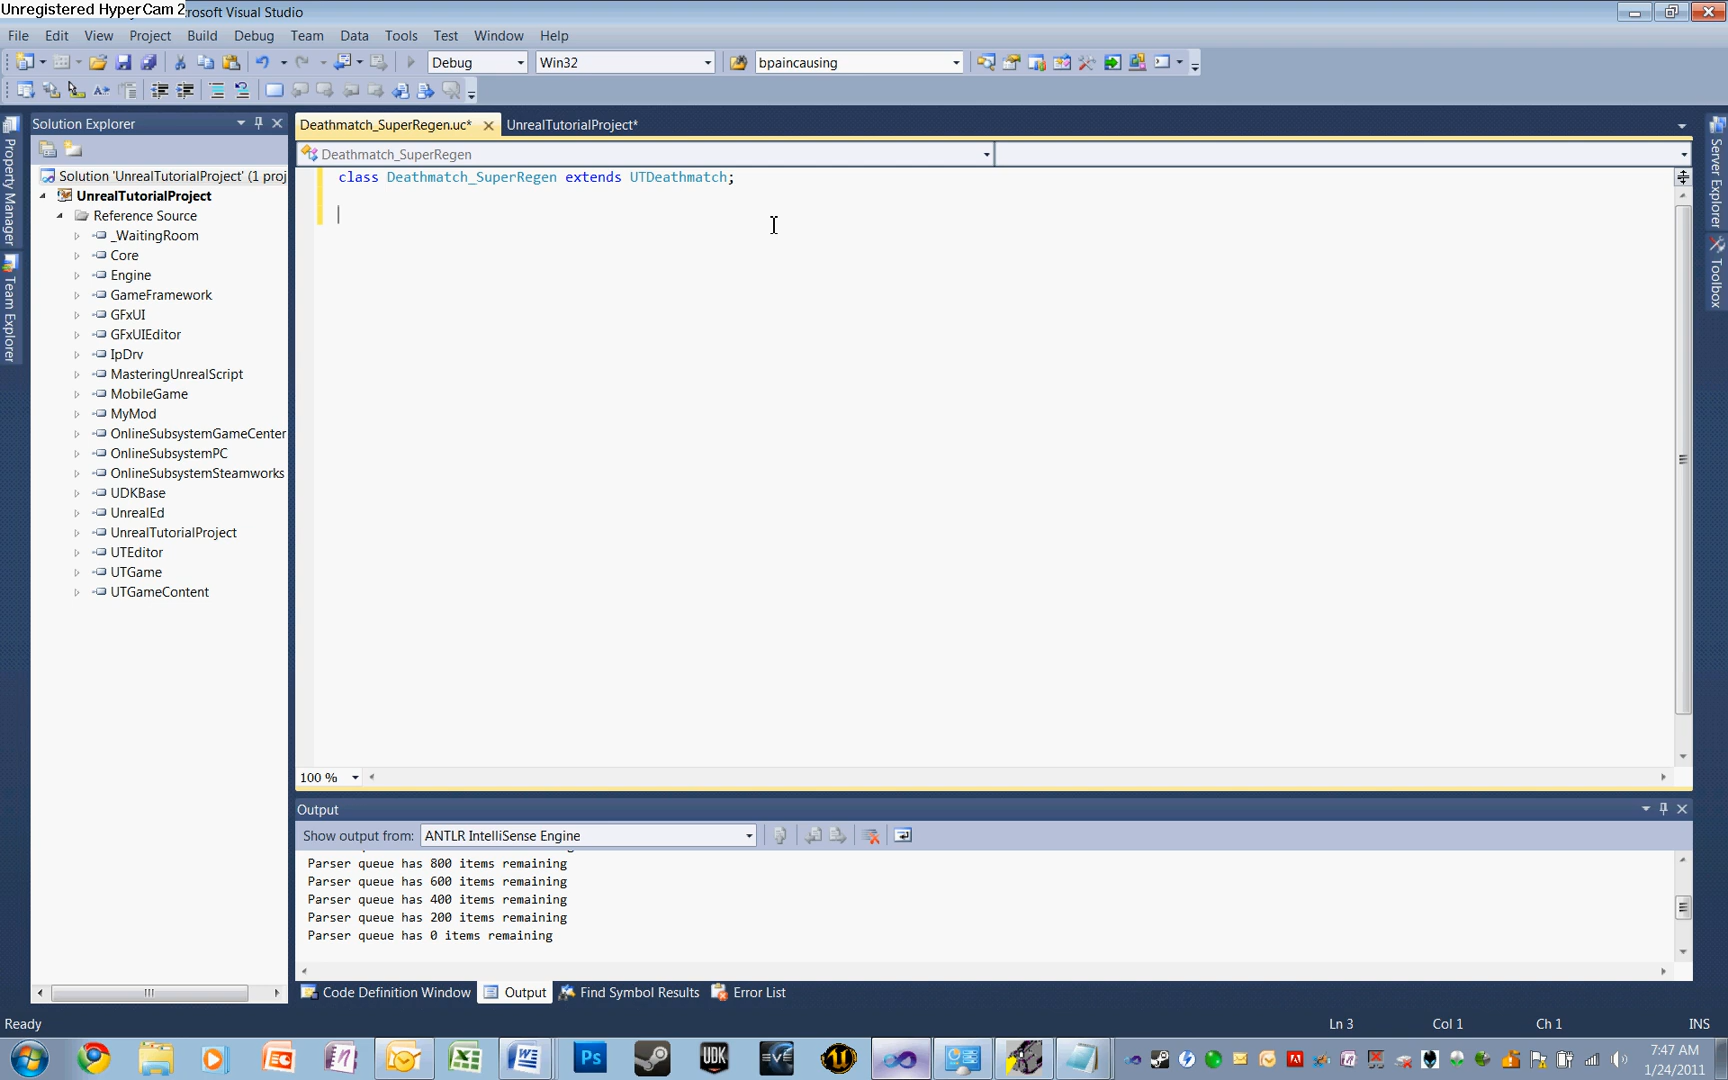 Unregistered HyperCam 2
rosoft Visual Studio
File Edit View Project Build Debug Team Data Tools Test Window Help
Debug Win32 bpaincausing
Solution Explorer
Deathmatch_SuperRegen.uc* UnrealTutorialProject*
Deathmatch_SuperRegen
Property Manager
Team Explorer
Server Explorer
Toolbox
Solution 'UnrealTutorialProject' (1 proj
UnrealTutorialProject
Reference Source
_WaitingRoom
Core
Engine
GameFramework
GFxUI
GFxUIEditor
IpDrv
MasteringUnrealScript
MobileGame
MyMod
OnlineSubsystemGameCenter
OnlineSubsystemPC
OnlineSubsystemSteamworks
UDKBase
UnrealEd
UnrealTutorialProject
UTEditor
UTGame
UTGameContent
class Deathmatch_SuperRegen extends UTDeathmatch;
100 %
Output
Show output from: ANTLR IntelliSense Engine
Parser queue has 800 items remaining
Parser queue has 600 items remaining
Parser queue has 400 items remaining
Parser queue has 200 items remaining
Parser queue has 0 items remaining
Code Definition Window Output Find Symbol Results Error List
Ready Ln 3 Col 1 Ch 1 INS
Ps UDK EVE
7:47 AM
1/24/2011